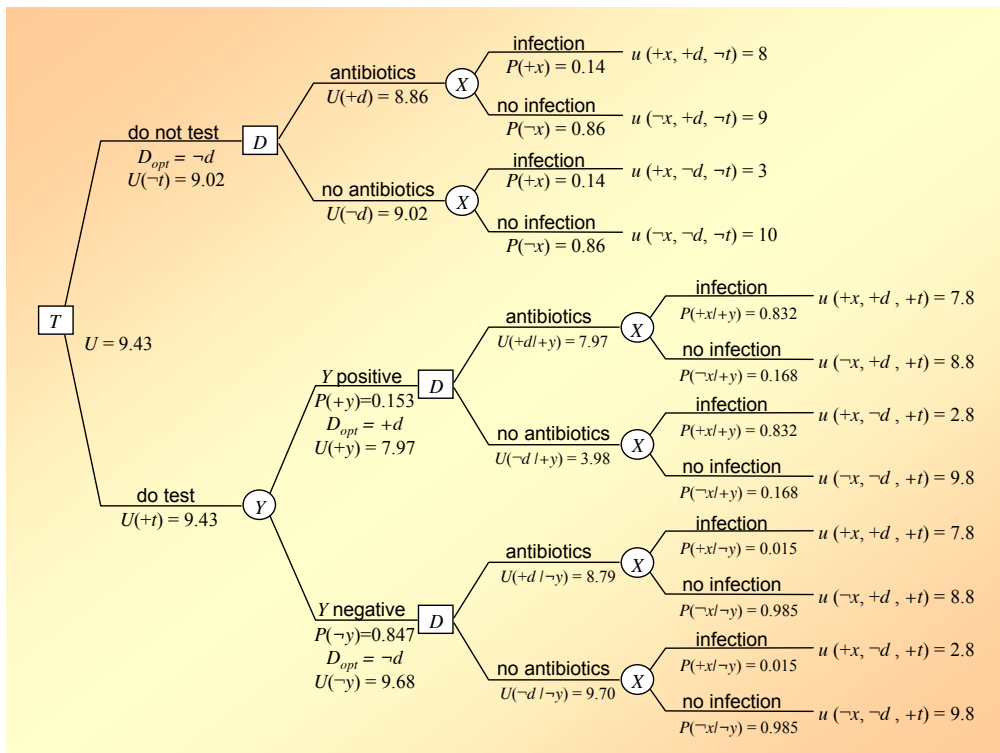 infection
P(+x) = 0.14
u (+x, +d, ¬t) = 8
antibiotics
U(+d) = 8.86
X
no infection
P(¬x) = 0.86
u (¬x, +d, ¬t) = 9
do not test
D_opt = ¬d
U(¬t) = 9.02
D
infection
P(+x) = 0.14
u (+x, ¬d, ¬t) = 3
no antibiotics
U(¬d) = 9.02
X
no infection
P(¬x) = 0.86
u (¬x, ¬d, ¬t) = 10
T
U = 9.43
infection
P(+x/+y) = 0.832
u (+x, +d , +t) = 7.8
antibiotics
U(+d/+y) = 7.97
X
no infection
P(¬x/+y) = 0.168
u (¬x, +d , +t) = 8.8
Y positive
P(+y)=0.153
D_opt = +d
U(+y) = 7.97
D
infection
P(+x/+y) = 0.832
u (+x, ¬d , +t) = 2.8
no antibiotics
U(¬d /+y) = 3.98
X
no infection
P(¬x/+y) = 0.168
u (¬x, ¬d , +t) = 9.8
do test
U(+t) = 9.43
Y
infection
P(+x/¬y) = 0.015
u (+x, +d , +t) = 7.8
antibiotics
U(+d /¬y) = 8.79
X
no infection
P(¬x/¬y) = 0.985
u (¬x, +d , +t) = 8.8
Y negative
P(¬y)=0.847
D_opt = ¬d
U(¬y) = 9.68
D
infection
P(+x/¬y) = 0.015
u (+x, ¬d , +t) = 2.8
no antibiotics
U(¬d /¬y) = 9.70
X
no infection
P(¬x/¬y) = 0.985
u (¬x, ¬d , +t) = 9.8